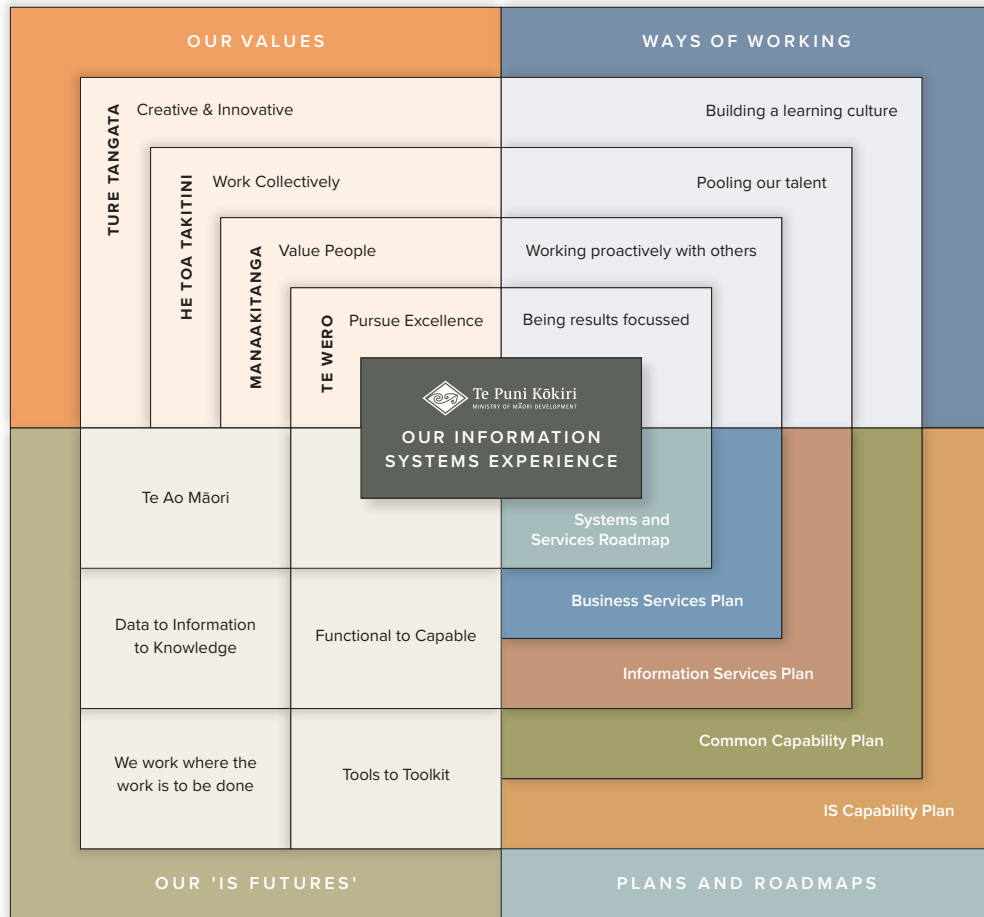 OUR VALUES
WAYS OF WORKING
TURE TANGATA
Creative & Innovative
Building a learning culture
HE TOA TAKITINI
Work Collectively
Pooling our talent
MANAAKITANGA
Value People
Working proactively with others
TE WERO
Pursue Excellence
Being results focussed
Te Puni Kōkiri
MINISTRY OF MĀORI DEVELOPMENT
OUR INFORMATION
SYSTEMS EXPERIENCE
Te Ao Māori
Data to Information
to Knowledge
Functional to Capable
We work where the
work is to be done
Tools to Toolkit
Systems and
Services Roadmap
Business Services Plan
Information Services Plan
Common Capability Plan
IS Capability Plan
OUR 'IS FUTURES'
PLANS AND ROADMAPS